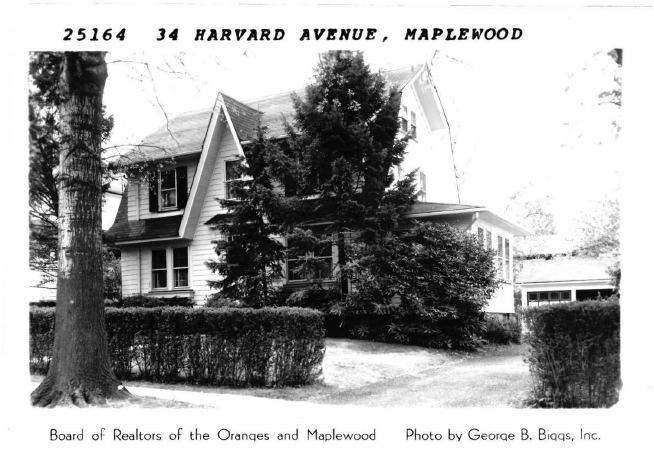 25164 34 HARVARD AVENUE, MAPLEWOOD
Board of Realtors of the Oranges and Maplewood Photo by George B. Biggs, Inc.